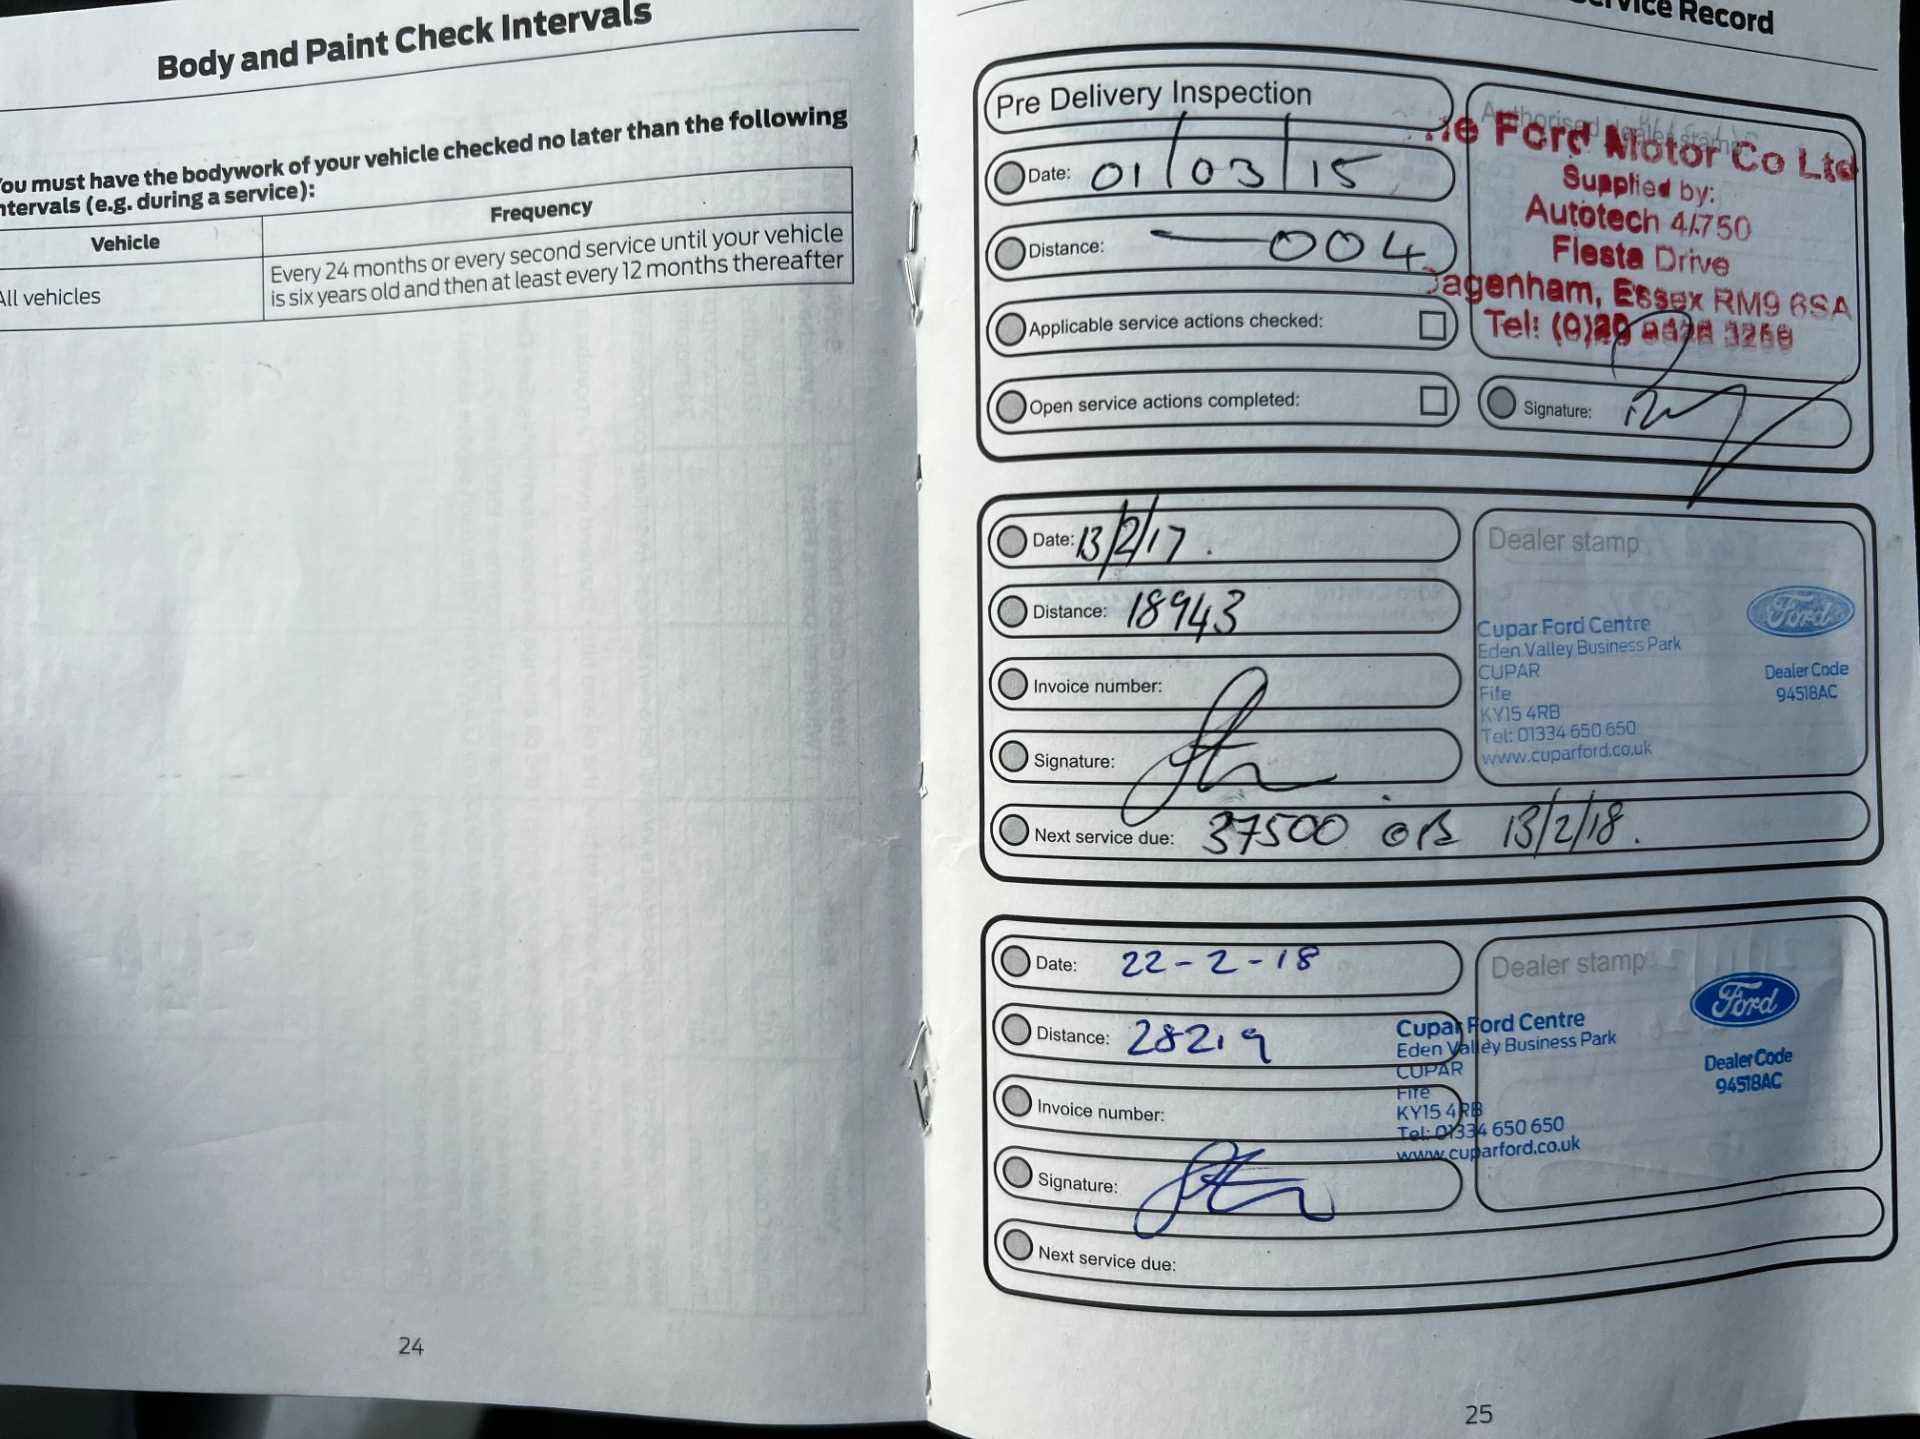 Body and Paint Check Intervals
You must have the bodywork of your vehicle checked no later than the following
intervals (e.g. during a service):
Vehicle
Frequency
All vehicles
Every 24 months or every second service until your vehicle
is six years old and then at least every 12 months thereafter
24
Service Record
Pre Delivery Inspection
Date: 01/03/15
Distance: 004
Applicable service actions checked:
Open service actions completed:
Authorised dealer stamp
Ford Motor Co Ltd
Supplied by:
Autotech 4/750
Fiesta Drive
Dagenham, Essex RM9 6SA
Tel:
Signature:
Date: 13/2/17.
Distance: 18943
Invoice number:
Signature:
Next service due: 37500 OR 13/2/18.
Dealer stamp
Ford
Cupar Ford Centre
Eden Valley Business Park
CUPAR
Fife
KY15 4RB
Tel: 01334 650 650
www.cuparford.co.uk
Dealer Code
94518AC
Date: 22-2-18
Distance: 28219
Invoice number:
Signature:
Next service due:
Dealer stamp
Ford
Cupar Ford Centre
Eden Valley Business Park
CUPAR
Fife
KY15 4RB
Tel: 01334 650 650
www.cuparford.co.uk
Dealer Code
94518AC
25